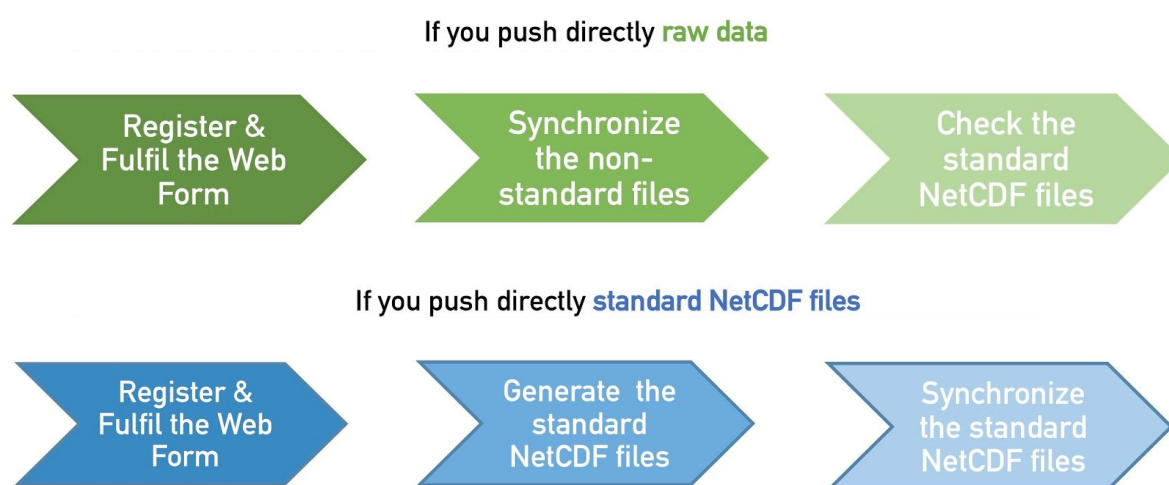 If you push directly raw data
Register &
Fulfil the Web
Form
Synchronize
the non-
standard files
Check the
standard
NetCDF files
If you push directly standard NetCDF files
Register &
Fulfil the Web
Form
Generate the
standard
NetCDF files
Synchronize
the standard
NetCDF files